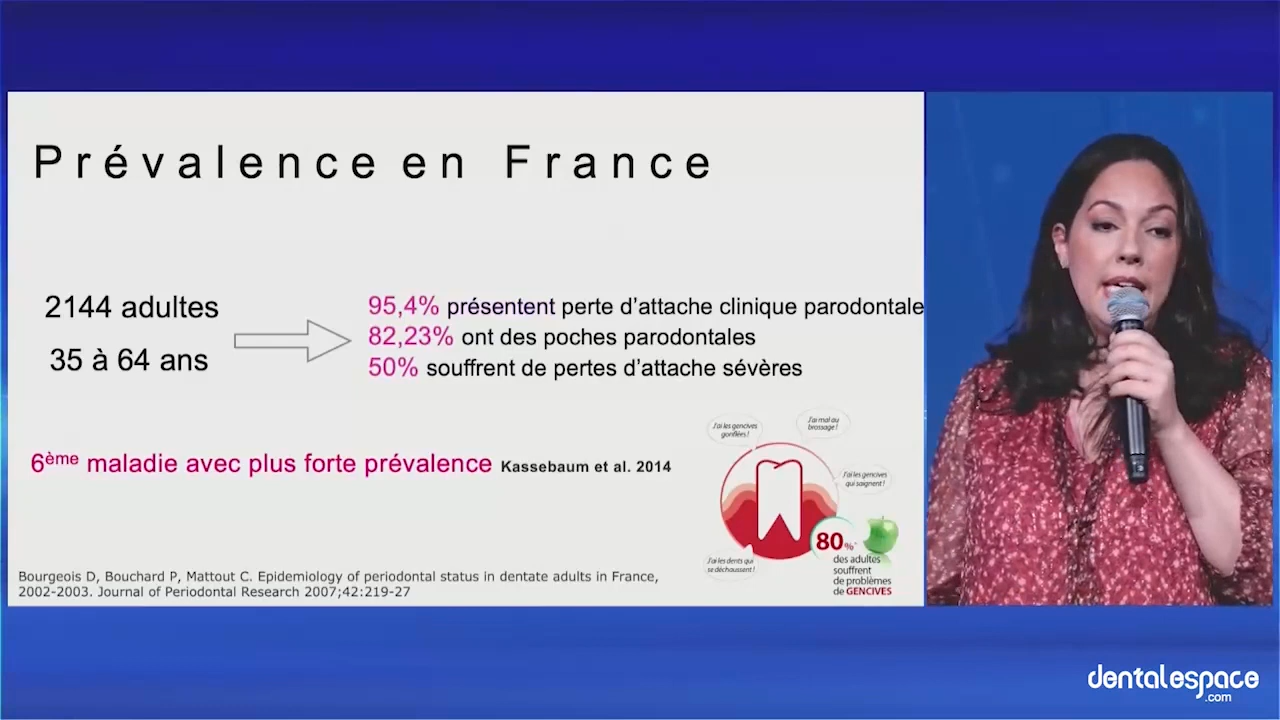 Prévalence en France
2144 adultes
35 à 64 ans
95,4% présentent perte d'attache clinique parodontale
82,23% ont des poches parodontales
50% souffrent de pertes d'attache sévères
6ème maladie avec plus forte prévalence Kassebaum et al. 2014
J'ai les gencives
gonflées !
J'ai mal au
brossage !
J'ai les gencives
qui saignent !
J'ai les dents qui
se déchaussent !
80%*
des adultes
souffrent
de problèmes
de GENCIVES
Bourgeois D, Bouchard P, Mattout C. Epidemiology of periodontal status in dentate adults in France,
2002-2003. Journal of Periodontal Research 2007;42:219-27
dentalespace
.com